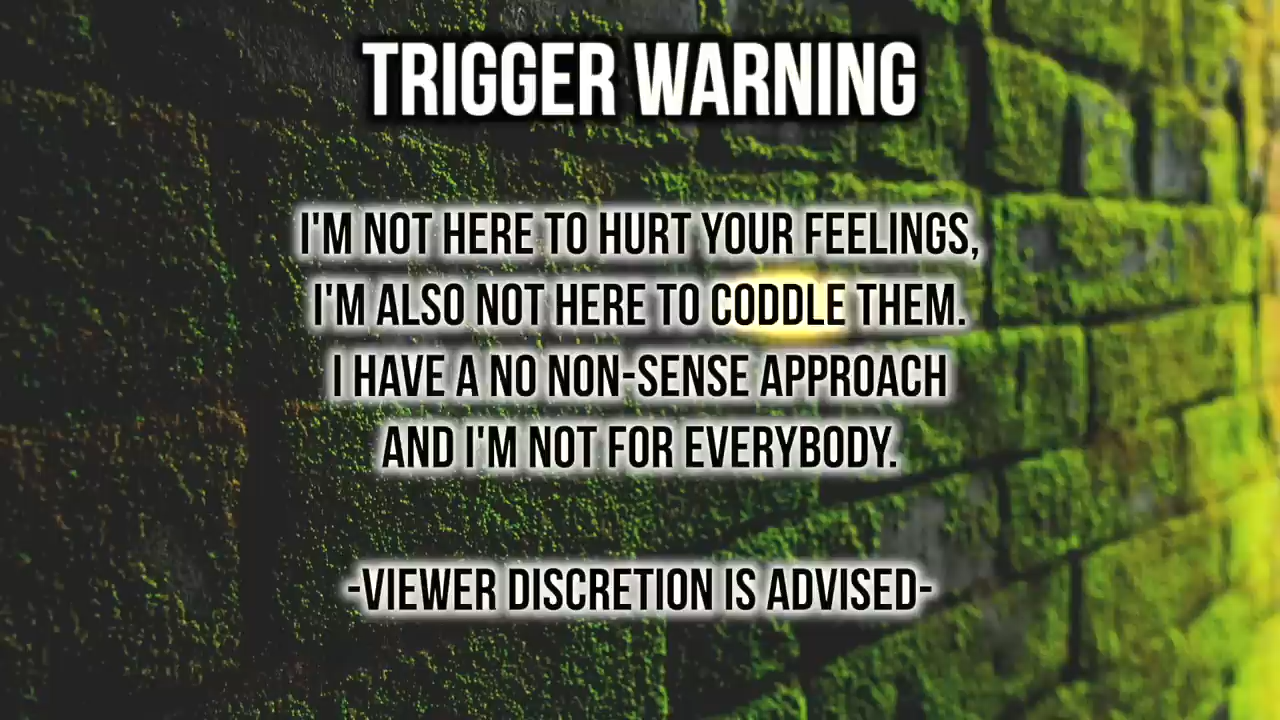 TRIGGER WARNING
I'M NOT HERE TO HURT YOUR FEELINGS,
I'M ALSO NOT HERE TO CODDLE THEM.
I HAVE A NO NON-SENSE APPROACH
AND I'M NOT FOR EVERYBODY.
-VIEWER DISCRETION IS ADVISED-